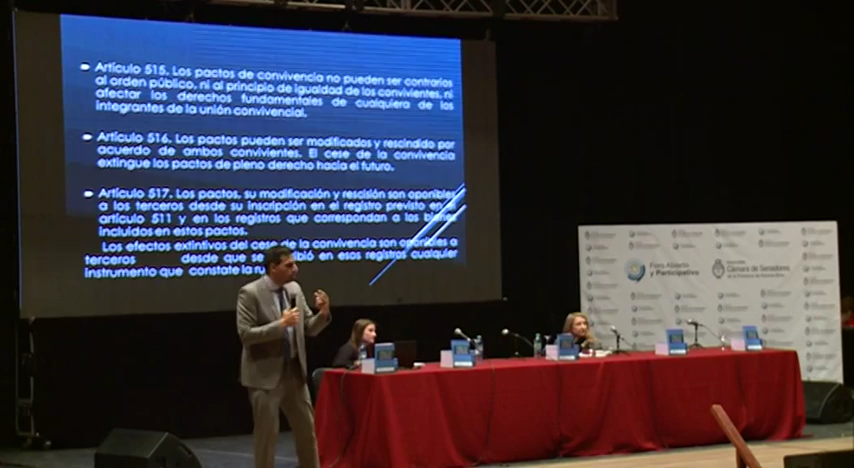 Artículo 515. Los pactos de convivencia no pueden ser contrarios
al orden público, ni al principio de igualdad de los convivientes, ni
afectar los derechos fundamentales de cualquiera de los
integrantes de la unión convivencial.
Artículo 516. Los pactos pueden ser modificados y rescindido por
acuerdo de ambos convivientes. El cese de la convivencia
extingue los pactos de pleno derecho hacia el futuro.
Artículo 517. Los pactos, su modificación y rescisión son oponibles
a los terceros desde su inscripción en el registro previsto en
artículo 511 y en los registros que correspondan a los bienes
incluidos en estos pactos.
Los efectos extintivos del cese de la convivencia son oponibles a
terceros desde que se en esos registros cualquier
instrumento que constate la
Foro Abierto
y Participativo
Cámara de Senadores